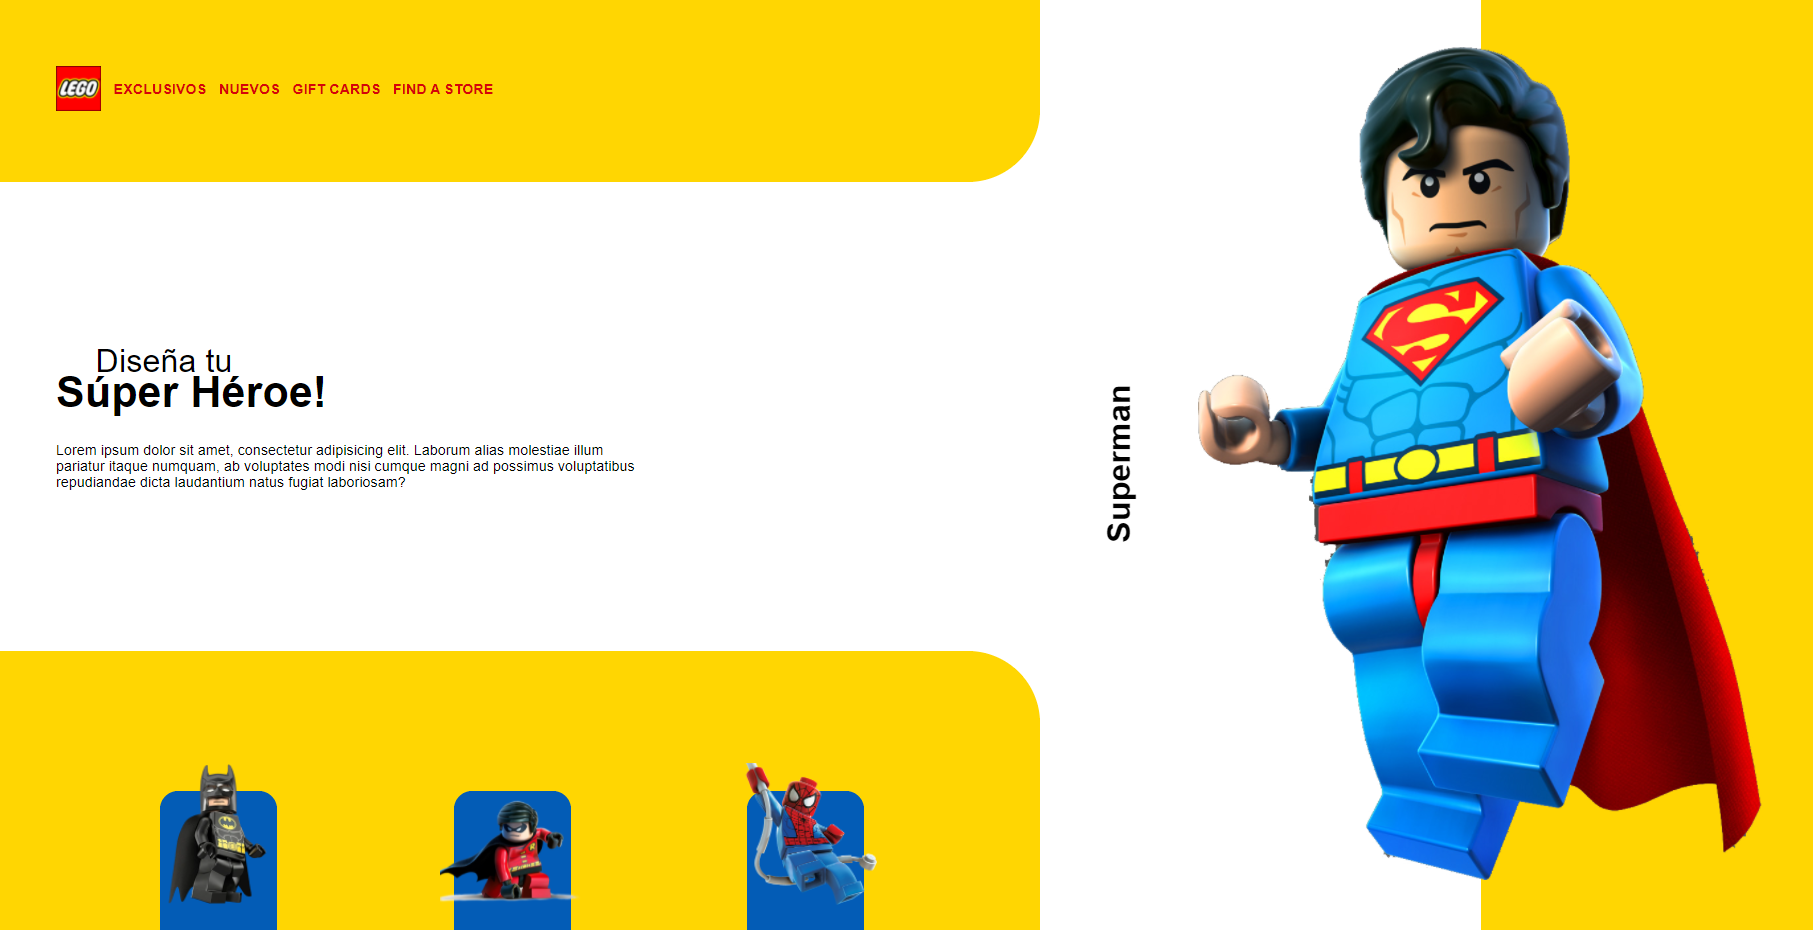 LEGO
EXCLUSIVOS NUEVOS GIFT CARDS FIND A STORE
Diseña tu
Súper Héroe!
Lorem ipsum dolor sit amet, consectetur adipisicing elit. Laborum alias molestiae illum
pariatur itaque numquam, ab voluptates modi nisi cumque magni ad possimus voluptatibus
repudiandae dicta laudantium natus fugiat laboriosam?
Superman
S